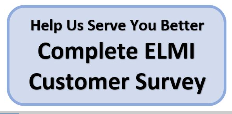 Help Us Serve You Better
Complete ELMI
Customer Survey